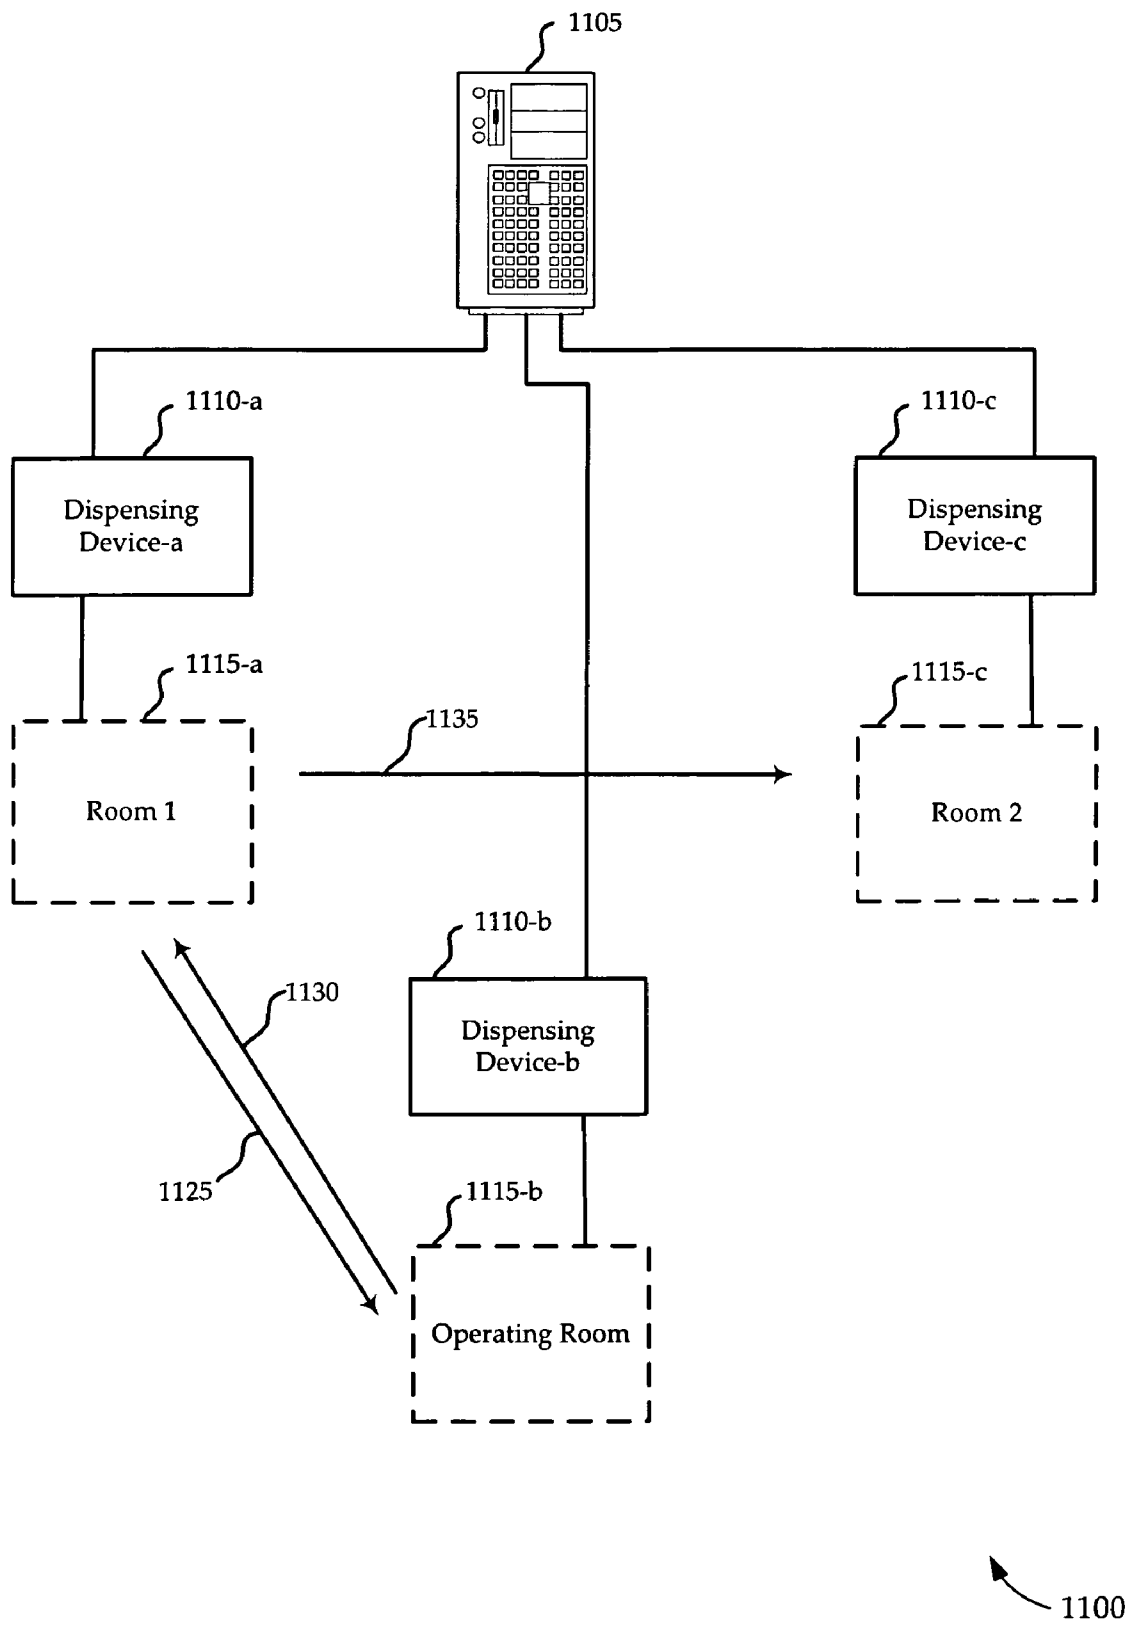 1105
1110-a
1110-c
Dispensing
Device-a
Dispensing
Device-c
1115-a
1115-c
1135
Room 1
Room 2
1110-b
1130
Dispensing
Device-b
1125
1115-b
Operating Room
1100